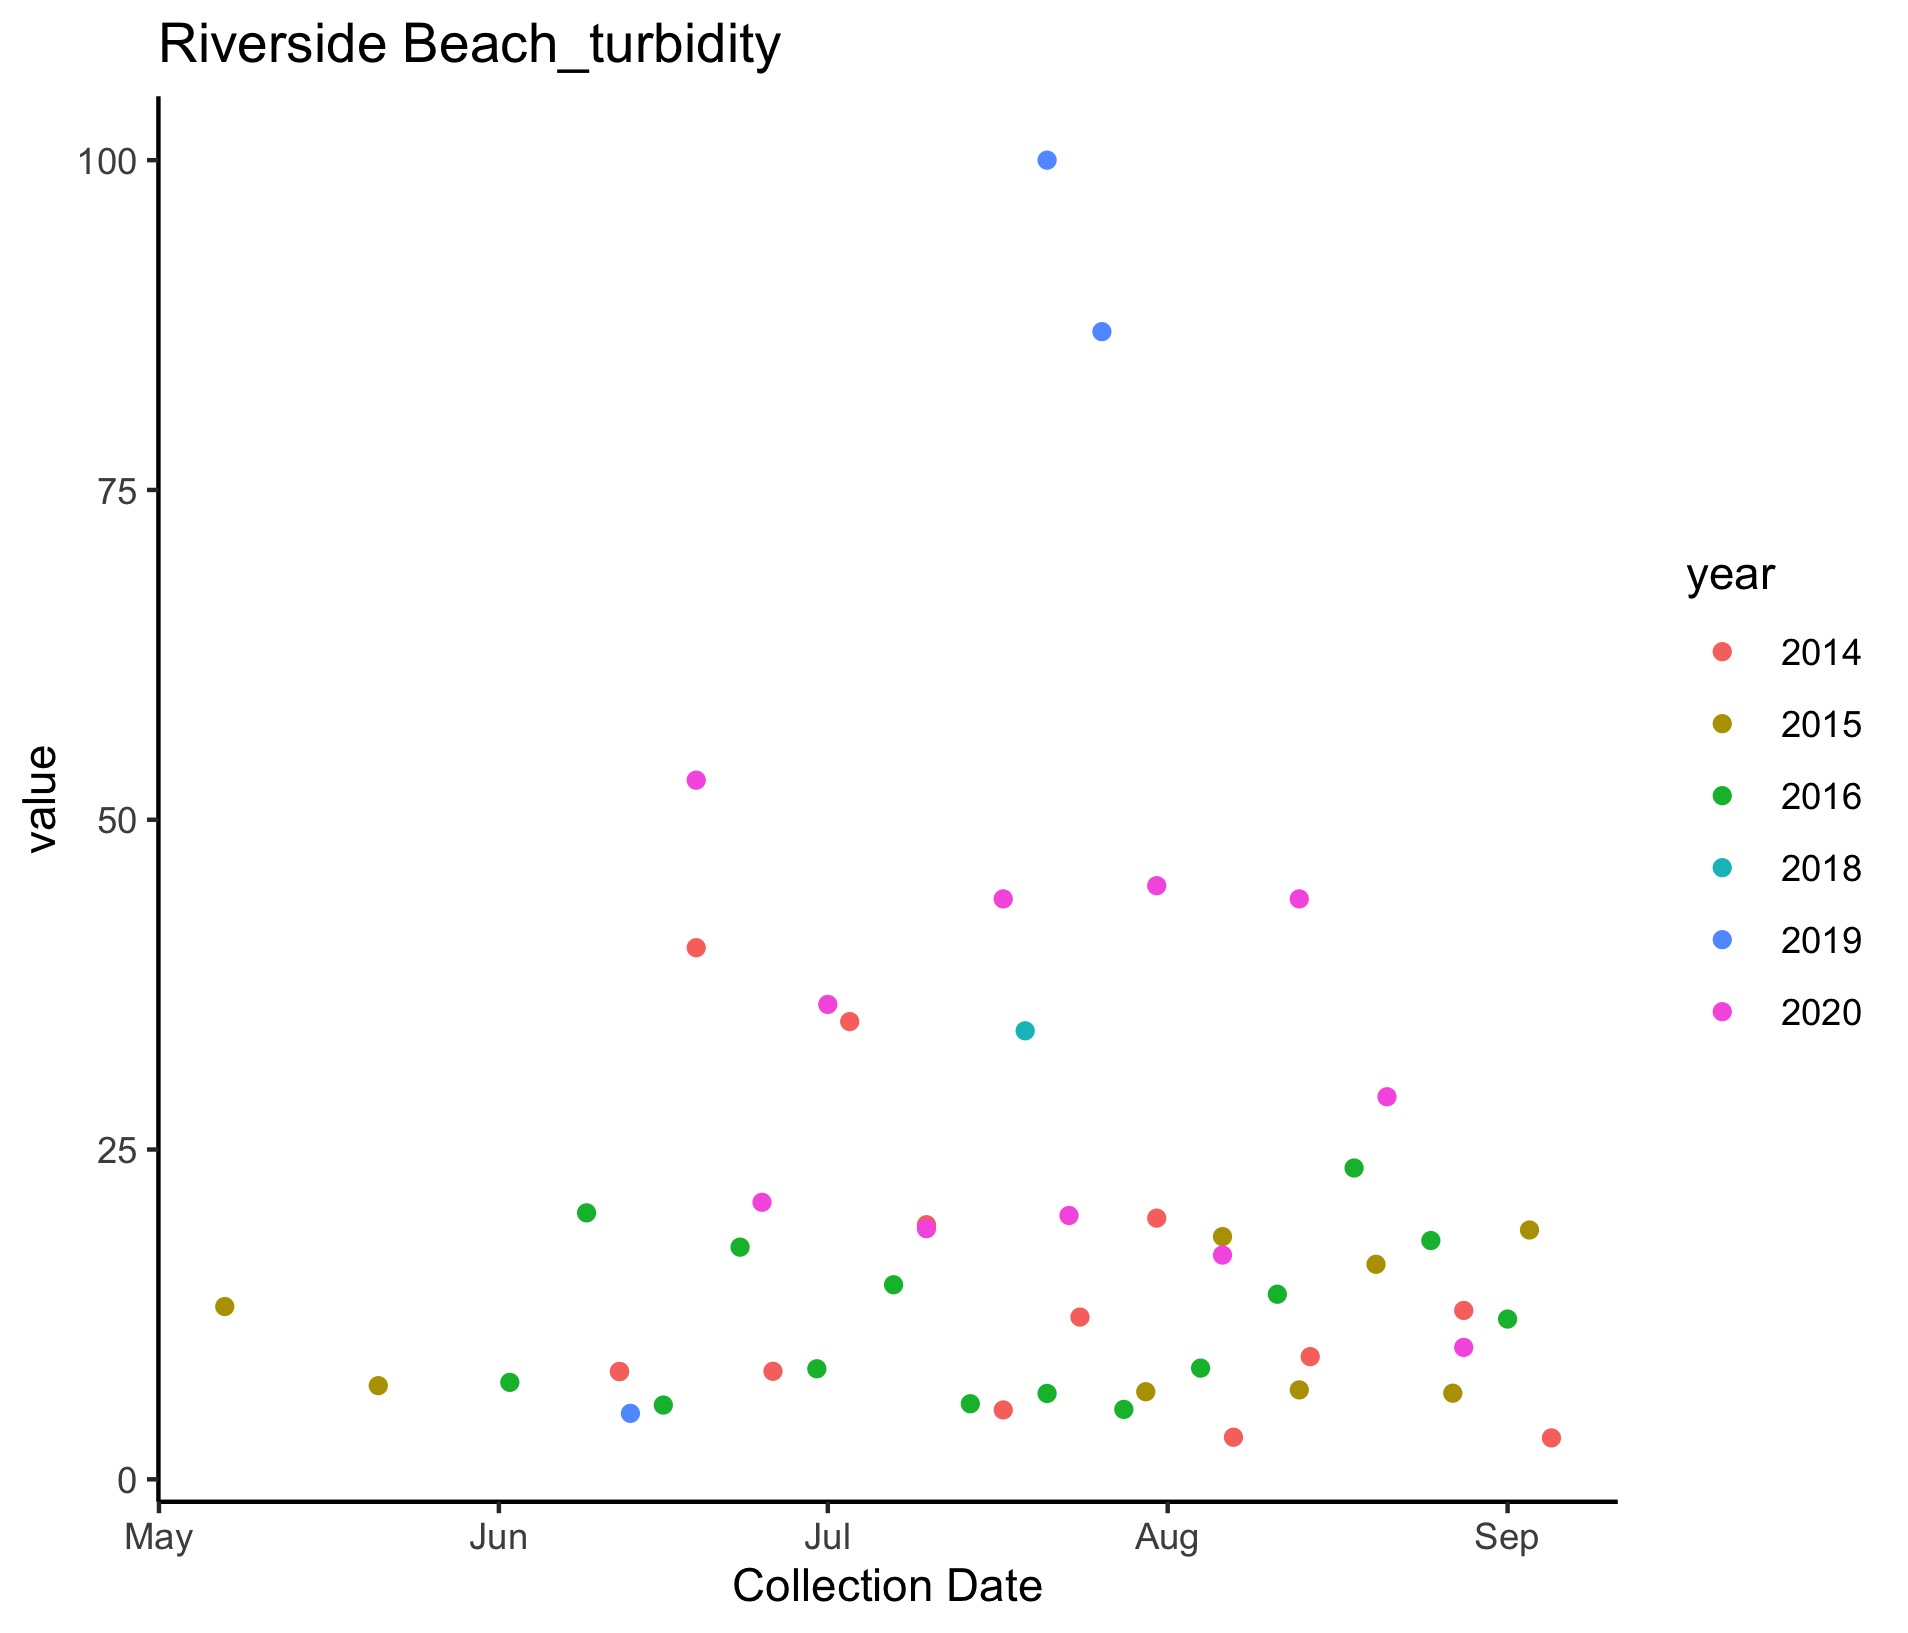 Riverside Beach_turbidity
100
75
50
25
0
value
May Jun Jul Aug Sep
Collection Date
year
2014
2015
2016
2018
2019
2020